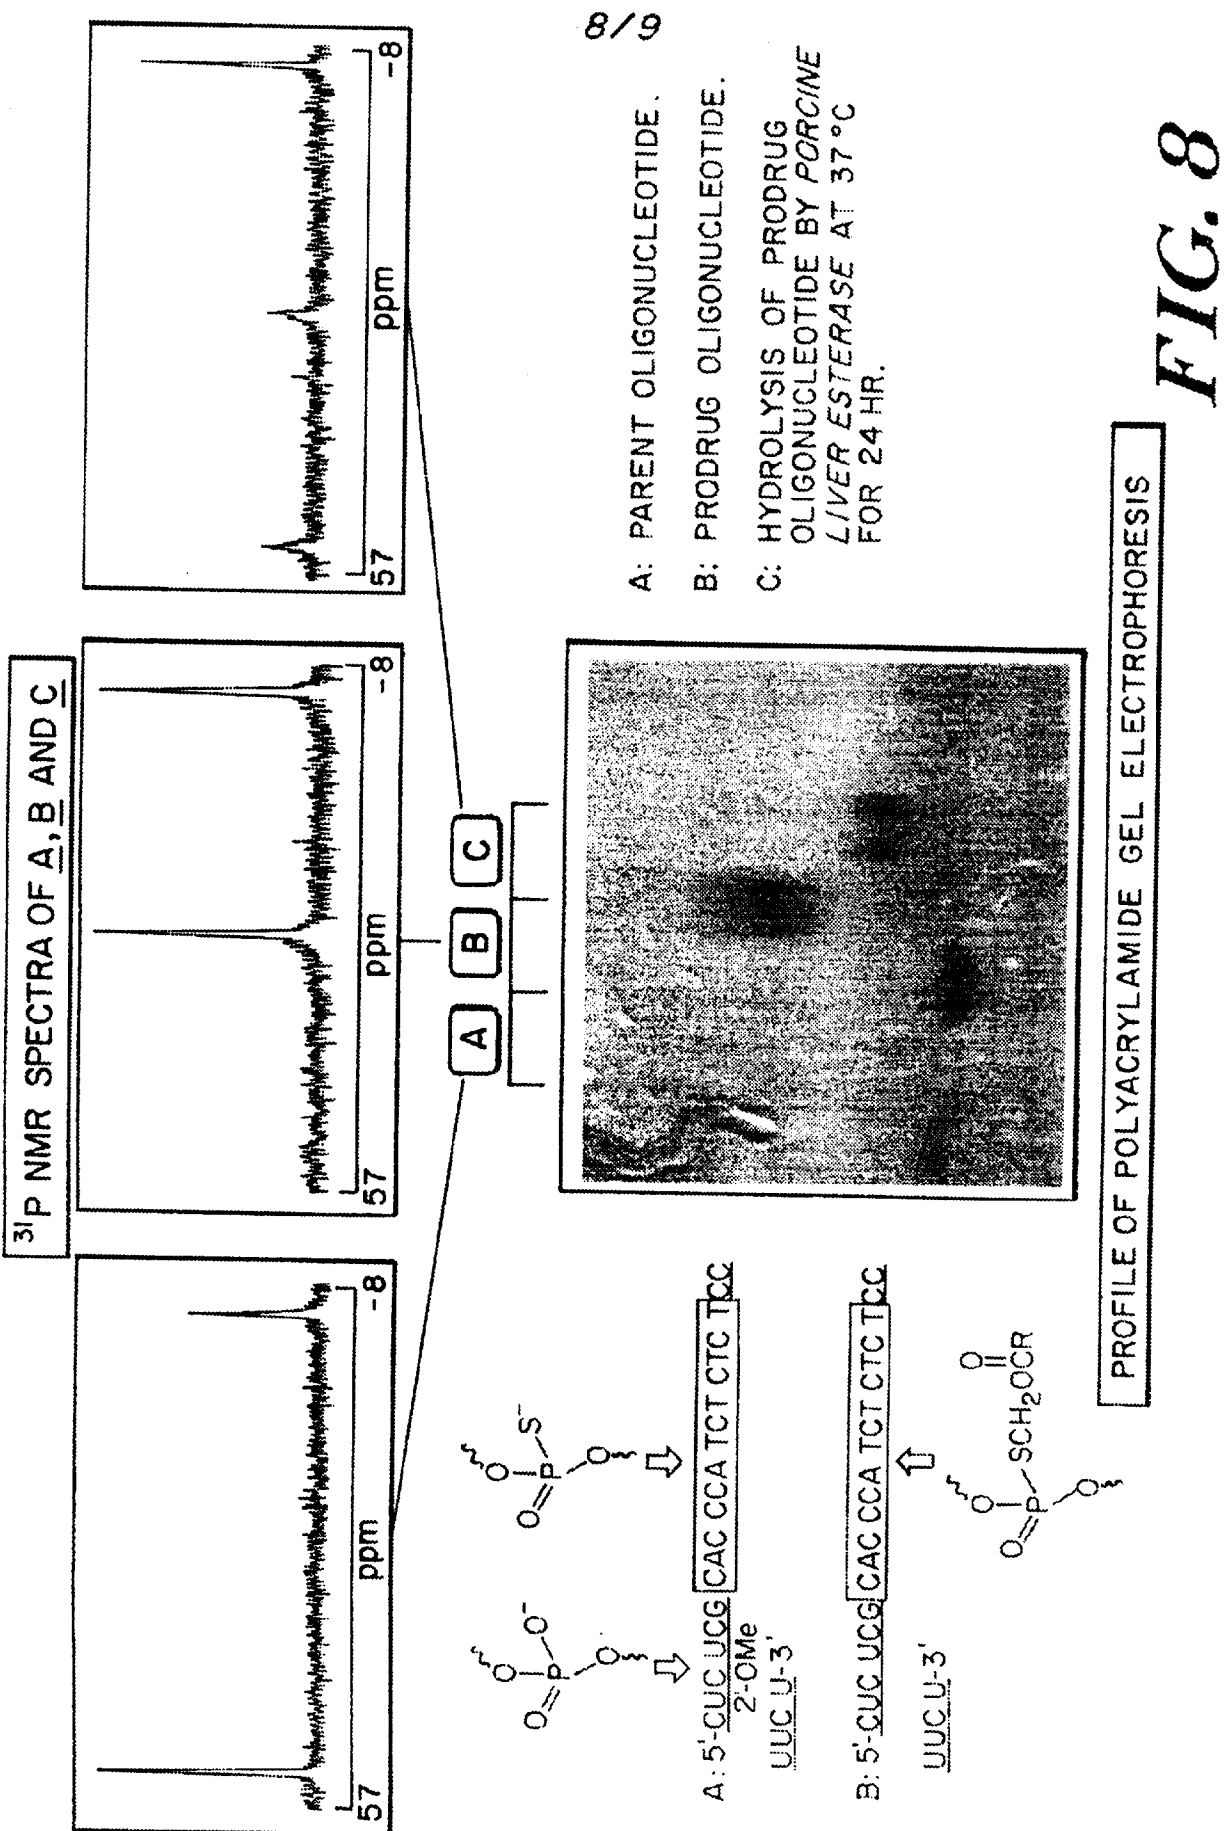 8/9
³¹P NMR SPECTRA OF A, B AND C
57 ppm -8
57 ppm -8
57 ppm -8
A B C
O
O=P-O⁻
O
O
O=P-S⁻
O
A: 5'-CUC UCG CAC CCA TCT CTC TCC
2'-OMe
UUC U-3'
B: 5'-CUC UCG CAC CCA TCT CTC TCC
UUC U-3'
O
O O
O=P-SCH₂OCR
O
A: PARENT OLIGONUCLEOTIDE.
B: PRODRUG OLIGONUCLEOTIDE.
C: HYDROLYSIS OF PRODRUG
OLIGONUCLEOTIDE BY PORCINE
LIVER ESTERASE AT 37°C
FOR 24 HR.
PROFILE OF POLYACRYLAMIDE GEL ELECTROPHORESIS
FIG. 8